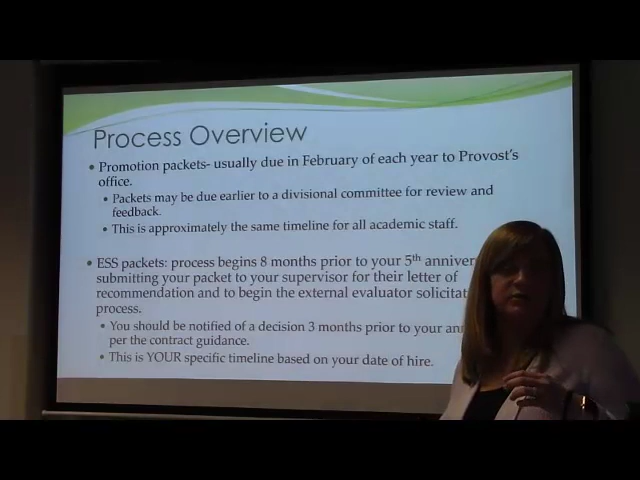 Process Overview
Promotion packets- usually due in February of each year to Provost's
office.
Packets may be due earlier to a divisional committee for review and
feedback.
This is approximately the same timeline for all academic staff.
ESS packets: process begins 8 months prior to your 5th
submitting your packet to your supervisor for their letter of
recommendation and to begin the external evaluator
process.
You should be notified of a decision 3 months prior to your
per the contract guidance.
This is YOUR specific timeline based on your date of hire.